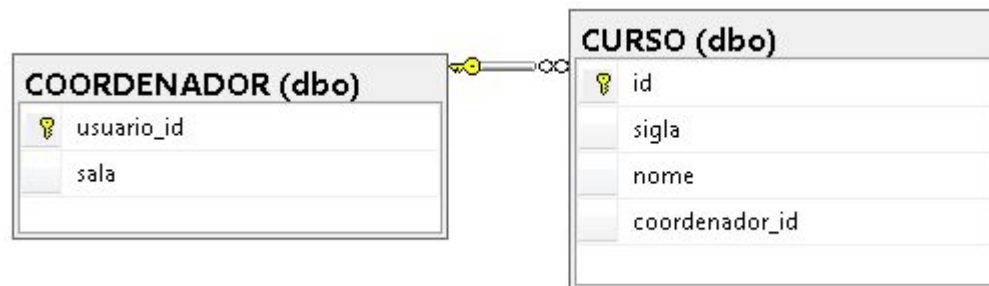 COORDENADOR (dbo)
usuario_id
sala
CURSO (dbo)
id
sigla
nome
coordenador_id